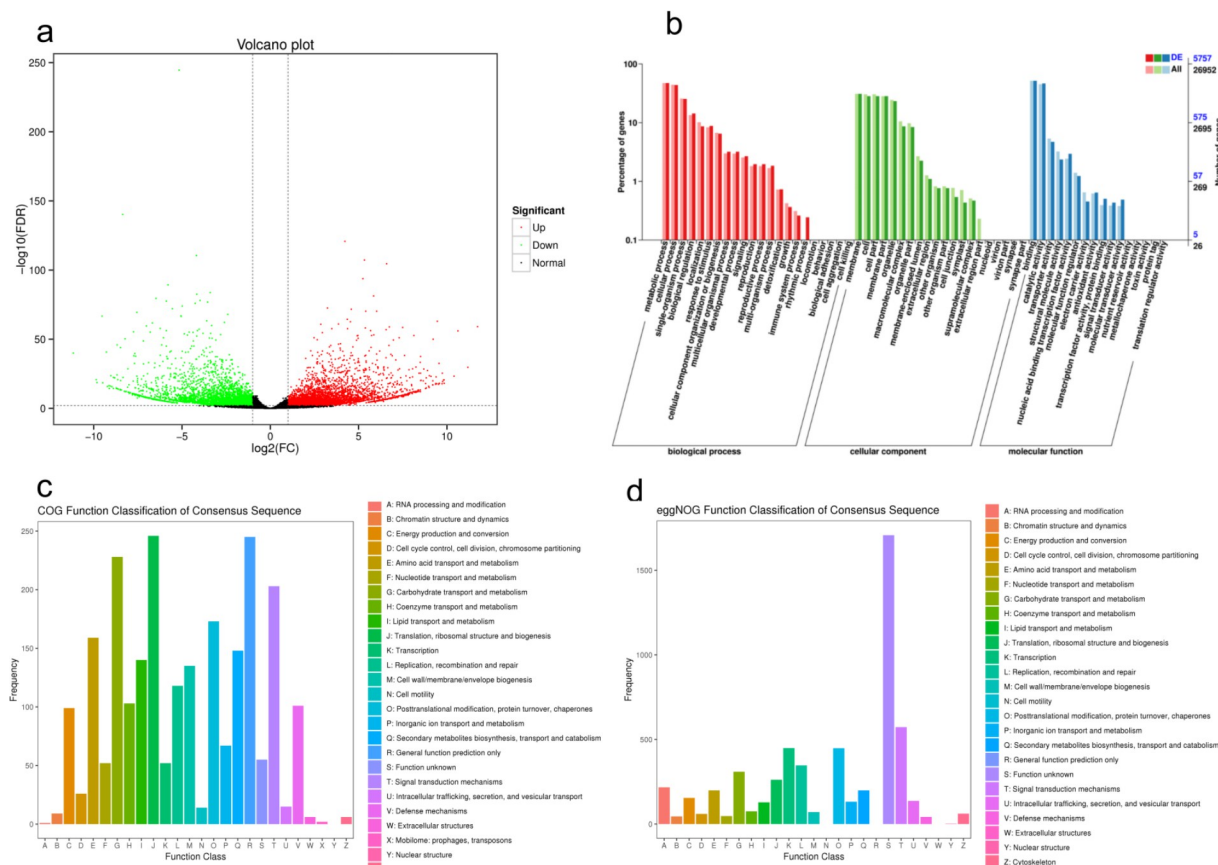 a
Volcano plot
250
200
150
100
50
0
-log10(FDR)
-10
-5
0
5
10
log2(FC)
Significant
Up
Down
Normal
b
100
10
1
0.1
Percentage of genes
DE
All
5757
26952
575
2695
57
269
5
26
Number of genes
metabolic process
cellular process
single-organism process
biological regulation
localization
response to stimulus
cellular component organization or biogenesis
multicellular organismal process
developmental process
signaling
reproduction
reproductive process
multi-organism process
detoxification
growth
immune system process
rhythmic process
locomotion
behavior
biological adhesion
cell aggregation
cell killing
membrane
cell
cell part
membrane part
organelle
macromolecular complex
organelle part
membrane-enclosed lumen
extracellular region
other organism
other organism part
cell junction
symplast
supramolecular complex
extracellular region part
nucleoid
virion
virion part
synapse
synapse part
binding
catalytic activity
transporter activity
structural molecule activity
nucleic acid binding transcription factor activity
molecular function regulator
electron carrier activity
antioxidant activity
transcription factor activity, protein binding
signal transducer activity
molecular transducer activity
nutrient reservoir activity
metallochaperone activity
toxin activity
protein tag
translation regulator activity
biological process
cellular component
molecular function
c
COG Function Classification of Consensus Sequence
250
200
150
100
50
0
Frequency
A B C D E F G H I J K L M N O P Q R S T U V W X Y Z
Function Class
A: RNA processing and modification
B: Chromatin structure and dynamics
C: Energy production and conversion
D: Cell cycle control, cell division, chromosome partitioning
E: Amino acid transport and metabolism
F: Nucleotide transport and metabolism
G: Carbohydrate transport and metabolism
H: Coenzyme transport and metabolism
I: Lipid transport and metabolism
J: Translation, ribosomal structure and biogenesis
K: Transcription
L: Replication, recombination and repair
M: Cell wall/membrane/envelope biogenesis
N: Cell motility
O: Posttranslational modification, protein turnover, chaperones
P: Inorganic ion transport and metabolism
Q: Secondary metabolites biosynthesis, transport and catabolism
R: General function prediction only
S: Function unknown
T: Signal transduction mechanisms
U: Intracellular trafficking, secretion, and vesicular transport
V: Defense mechanisms
W: Extracellular structures
X: Mobilome: prophages, transposons
Y: Nuclear structure
d
eggNOG Function Classification of Consensus Sequence
1500
1000
500
0
Frequency
A B C D E F G H I J K L M N O P Q R S T U V W Y Z
Function Class
A: RNA processing and modification
B: Chromatin structure and dynamics
C: Energy production and conversion
D: Cell cycle control, cell division, chromosome partitioning
E: Amino acid transport and metabolism
F: Nucleotide transport and metabolism
G: Carbohydrate transport and metabolism
H: Coenzyme transport and metabolism
I: Lipid transport and metabolism
J: Translation, ribosomal structure and biogenesis
K: Transcription
L: Replication, recombination and repair
M: Cell wall/membrane/envelope biogenesis
N: Cell motility
O: Posttranslational modification, protein turnover, chaperones
P: Inorganic ion transport and metabolism
Q: Secondary metabolites biosynthesis, transport and catabolism
R: General function prediction only
S: Function unknown
T: Signal transduction mechanisms
U: Intracellular trafficking, secretion, and vesicular transport
V: Defense mechanisms
W: Extracellular structures
Y: Nuclear structure
Z: Cytoskeleton